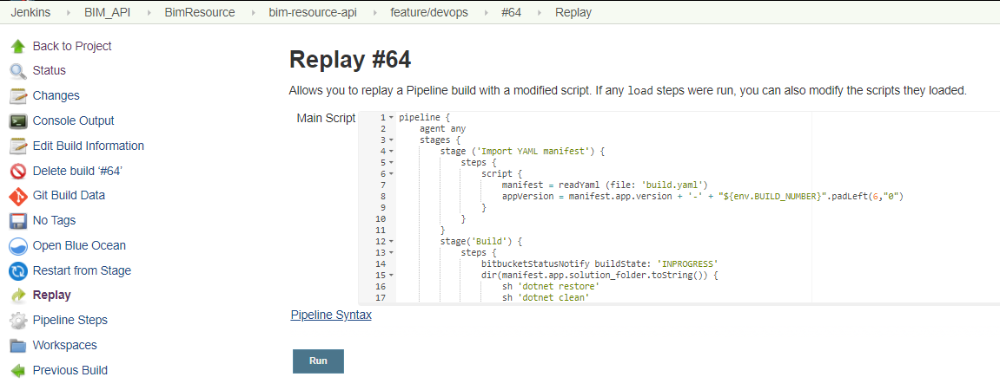 Jenkins BIM_API BimResource bim-resource-api feature/devops #64 Replay
Back to Project
Status
Changes
Console Output
Edit Build Information
Delete build ‘#64’
Git Build Data
No Tags
Open Blue Ocean
Restart from Stage
Replay
Pipeline Steps
Workspaces
Previous Build
Replay #64
Allows you to replay a Pipeline build with a modified script. If any load steps were run, you can also modify the scripts they loaded.
Main Script
1 pipeline {
2 agent any
3 stages {
4 stage ('Import YAML manifest') {
5 steps {
6 script {
7 manifest = readYaml (file: 'build.yaml')
8 appVersion = manifest.app.version + '-' + "${env.BUILD_NUMBER}".padLeft(6,"0")
9 }
10 }
11 }
12 stage('Build') {
13 steps {
14 bitbucketStatusNotify buildState: 'INPROGRESS'
15 dir(manifest.app.solution_folder.toString()) {
16 sh 'dotnet restore'
17 sh 'dotnet clean'
Pipeline Syntax
Run